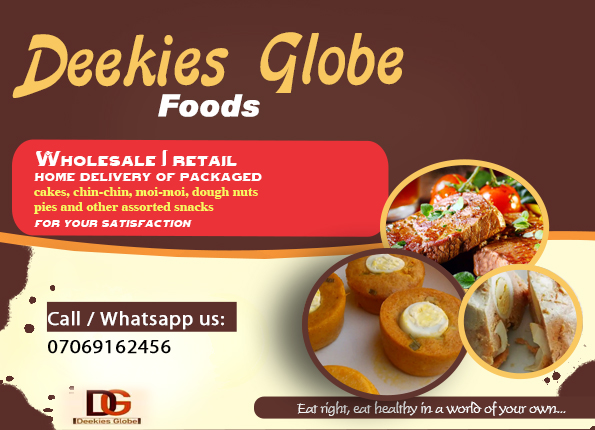 Deekies Globe
Foods
WHOLESALE | RETAIL
HOME DELIVERY OF PACKAGED
cakes, chin-chin, moi-moi, dough nuts
pies and other assorted snacks
FOR YOUR SATISFACTION
Call / Whatsapp us:
07069162456
DG
Deekies Globe
Eat right, eat healthy in a world of your own...